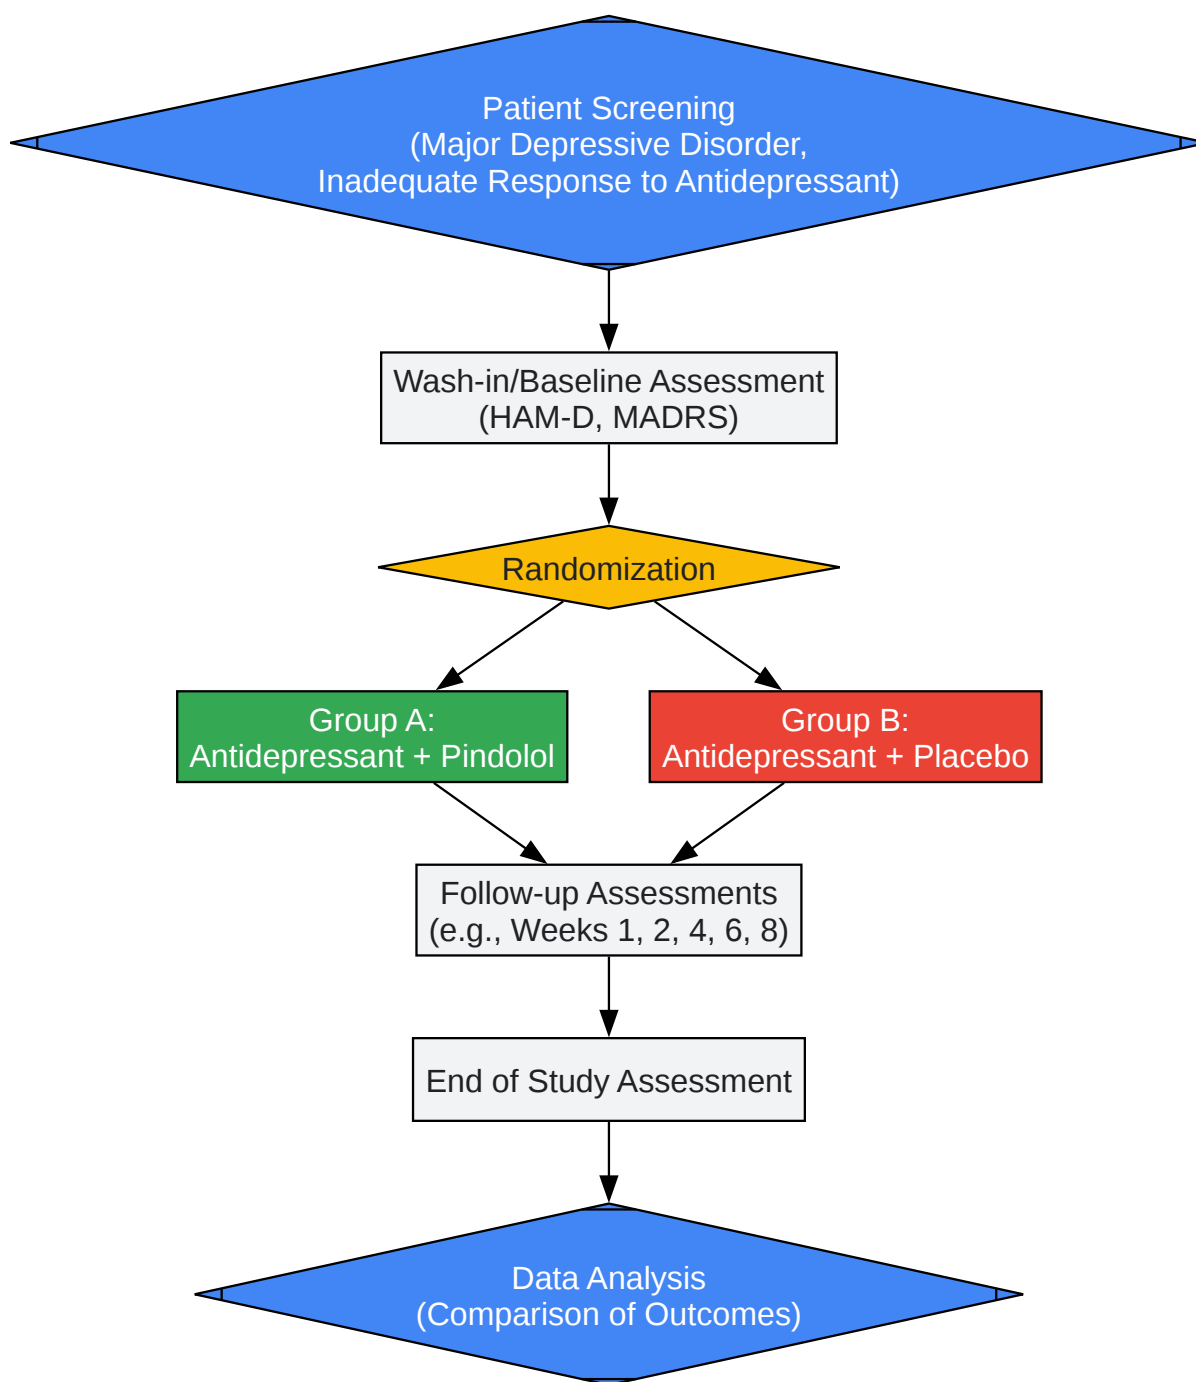 Patient Screening
(Major Depressive Disorder,
Inadequate Response to Antidepressant)
Wash-in/Baseline Assessment
(HAM-D, MADRS)
Randomization
Group A:
Antidepressant + Pindolol
Group B:
Antidepressant + Placebo
Follow-up Assessments
(e.g., Weeks 1, 2, 4, 6, 8)
End of Study Assessment
Data Analysis
(Comparison of Outcomes)